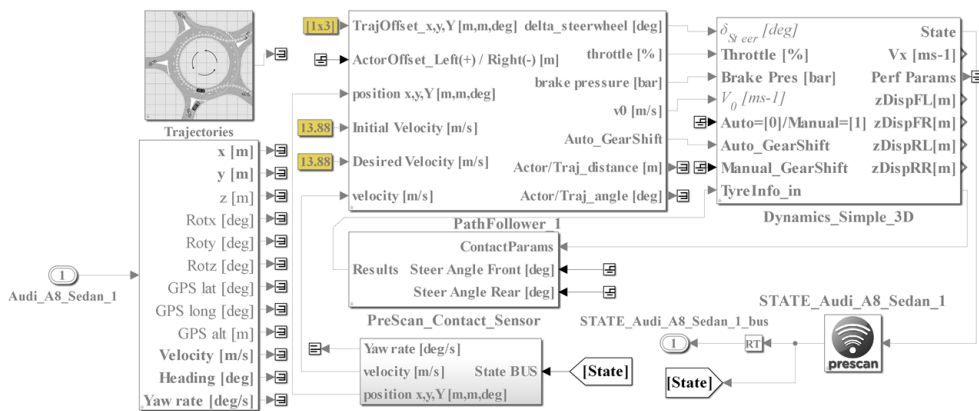 Trajectories
[1x3]
TrajOffset_x,y,Y [m,m,deg]
ActorOffset_Left(+) / Right(-) [m]
position x,y,Y [m,m,deg]
13.88
Initial Velocity [m/s]
13.88
Desired Velocity [m/s]
velocity [m/s]
delta_steerwheel [deg]
throttle [%]
brake pressure [bar]
v0 [m/s]
Auto_GearShift
Actor/Traj_distance [m]
Actor/Traj_angle [deg]
PathFollower_1
δSteer [deg]
Throttle [%]
Brake Pres [bar]
V0 [ms-1]
Auto=[0]/Manual=[1]
Auto_GearShift
Manual_GearShift
TyreInfo_in
State
Vx [ms-1]
Perf Params
zDispFL[m]
zDispFR[m]
zDispRL[m]
zDispRR[m]
Dynamics_Simple_3D
1
Audi_A8_Sedan_1
x [m]
y [m]
z [m]
Rotx [deg]
Roty [deg]
Rotz [deg]
GPS lat [deg]
GPS long [deg]
GPS alt [m]
Velocity [m/s]
Heading [deg]
Yaw rate [deg/s]
ContactParams
Results
Steer Angle Front [deg]
Steer Angle Rear [deg]
PreScan_Contact_Sensor
Yaw rate [deg/s]
velocity [m/s]
position x,y,Y [m,m,deg]
State BUS
[State]
STATE_Audi_A8_Sedan_1
STATE_Audi_A8_Sedan_1_bus
1
RT
prescan
[State]